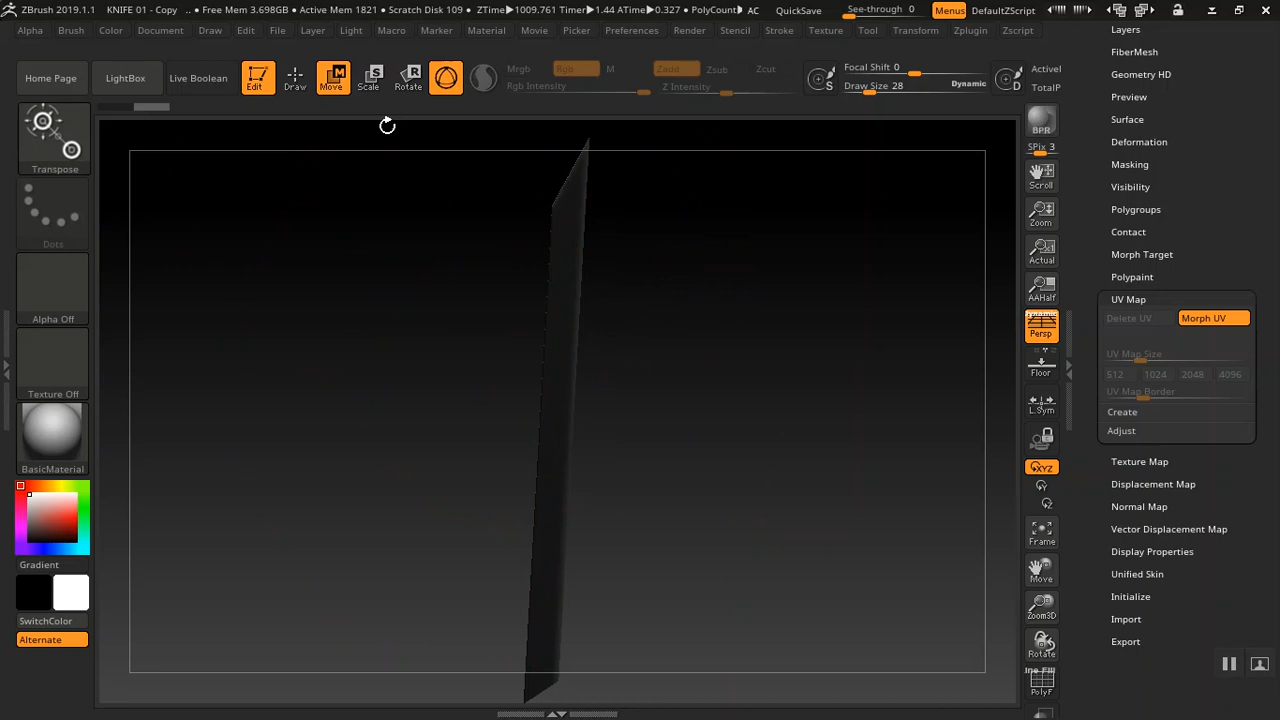 ZBrush 2019.1.1 KNIFE 01 - Copy • Free Memory 3.698GB • Active Mem 1821 • Scratch Disk 109 • ZTime▶1009.761 Timer▶1.44 ATime▶0.327 • PolyCount▶ AC QuickSave See-through 0 Menus DefaultZScript
Alpha Brush Color Document Draw Edit File Layer Light Macro Marker Material Movie Picker Preferences Render Stencil Stroke Texture Tool Transform Zplugin Zscript
Home Page LightBox Live Boolean Edit Draw Move Scale Rotate
M S R
Mrgb Rgb M Zadd Zsub Zcut
Rgb Intensity Z Intensity
S Focal Shift 0 D
Draw Size 28 Dynamic
ActiveI
TotalP
Transpose
Dots
Alpha Off
Texture Off
BasicMaterial
Gradient
SwitchColor
Alternate
BPR
SPix 3
Scroll
Zoom
Actual
AAHalf
Dynamic
Persp
Floor
L.Sym
XYZ
Y
Z
Frame
Move
Zoom3D
Rotate
Line Fill
PolyF
Layers
FiberMesh
Geometry HD
Preview
Surface
Deformation
Masking
Visibility
Polygroups
Contact
Morph Target
Polypaint
UV Map
Delete UV Morph UV
UV Map Size
512 1024 2048 4096
UV Map Border
Create
Adjust
Texture Map
Displacement Map
Normal Map
Vector Displacement Map
Display Properties
Unified Skin
Initialize
Import
Export